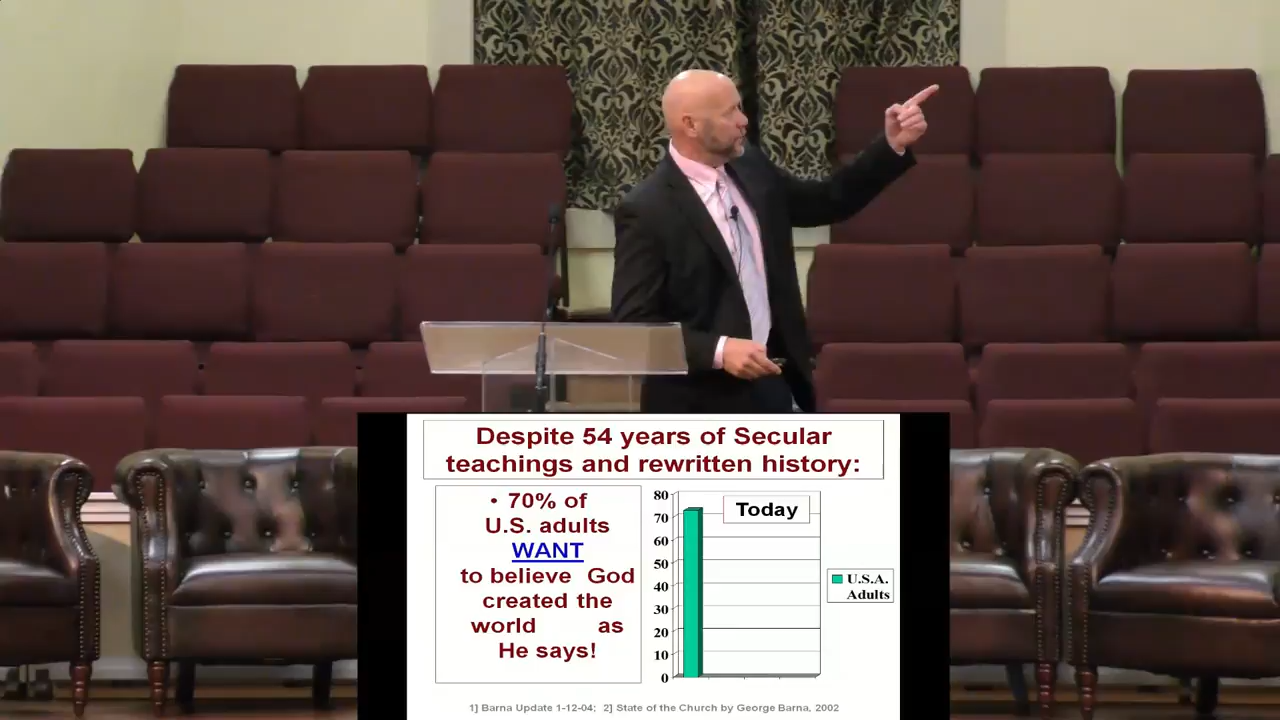 Despite 54 years of Secular
teachings and rewritten history:
• 70% of
U.S. adults
WANT
to believe God
created the
world as
He says!
Today
80
70
60
50
40
30
20
10
0
U.S.A.
Adults
1] Barna Update 1-12-04; 2] State of the Church by George Barna, 2002